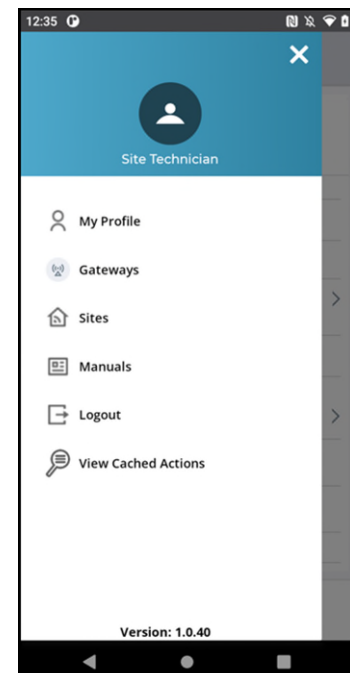 12:35
Site Technician
My Profile
Gateways
Sites
Manuals
Logout
View Cached Actions
Version: 1.0.40